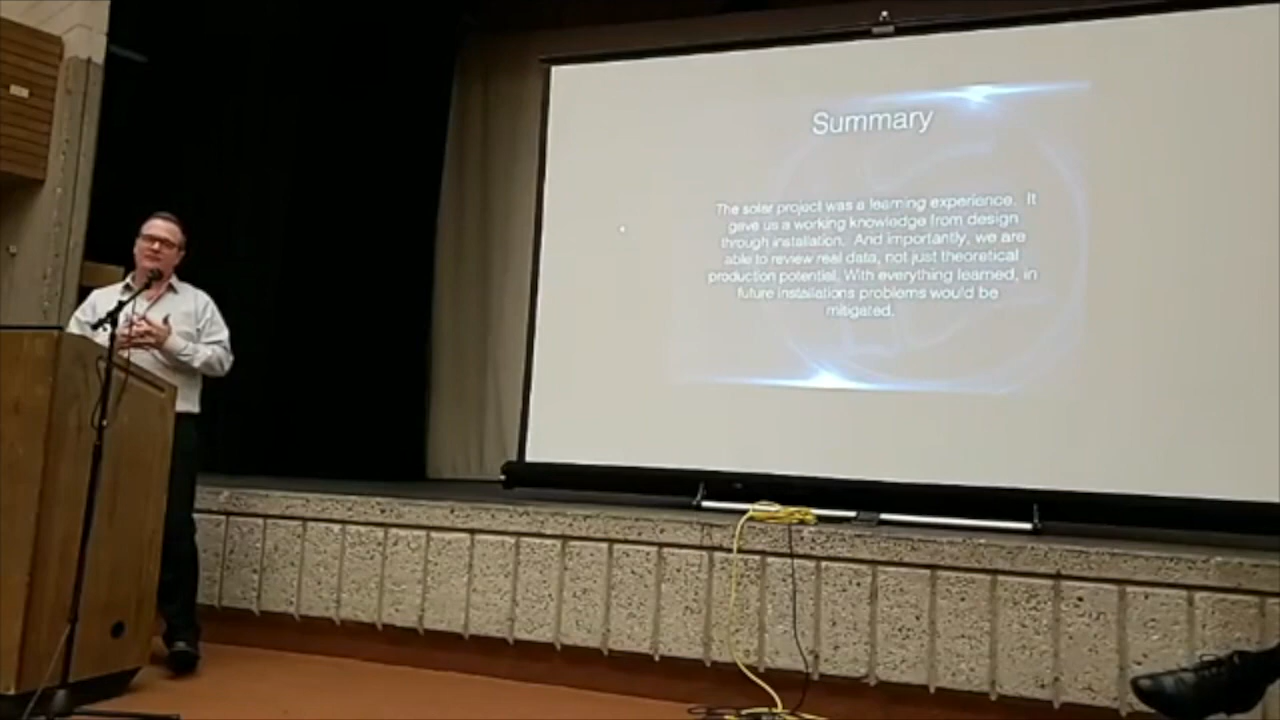 Summary
The solar project was a learning experience. It
gave us a working knowledge from design
through installation. And importantly, we are
able to review real data, not just theoretical
production potential. With everything learned, in
future installations problems would be
mitigated.